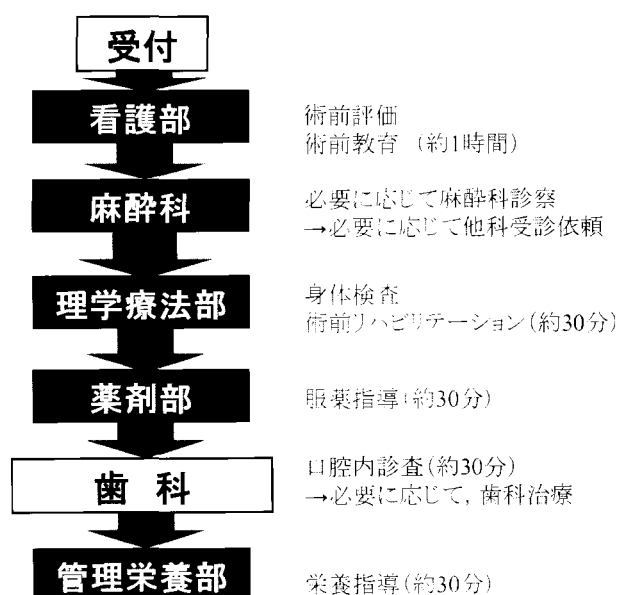 受付
看護部
術前評価
術前教育 （約1時間）
麻酔科
必要に応じて麻酔科診察
→必要に応じて他科受診依頼
理学療法部
身体検査
術前リハビリテーション（約30分）
薬剤部
服薬指導（約30分）
歯 科
口腔内診査（約30分）
→必要に応じて，歯科治療
管理栄養部
栄養指導（約30分）